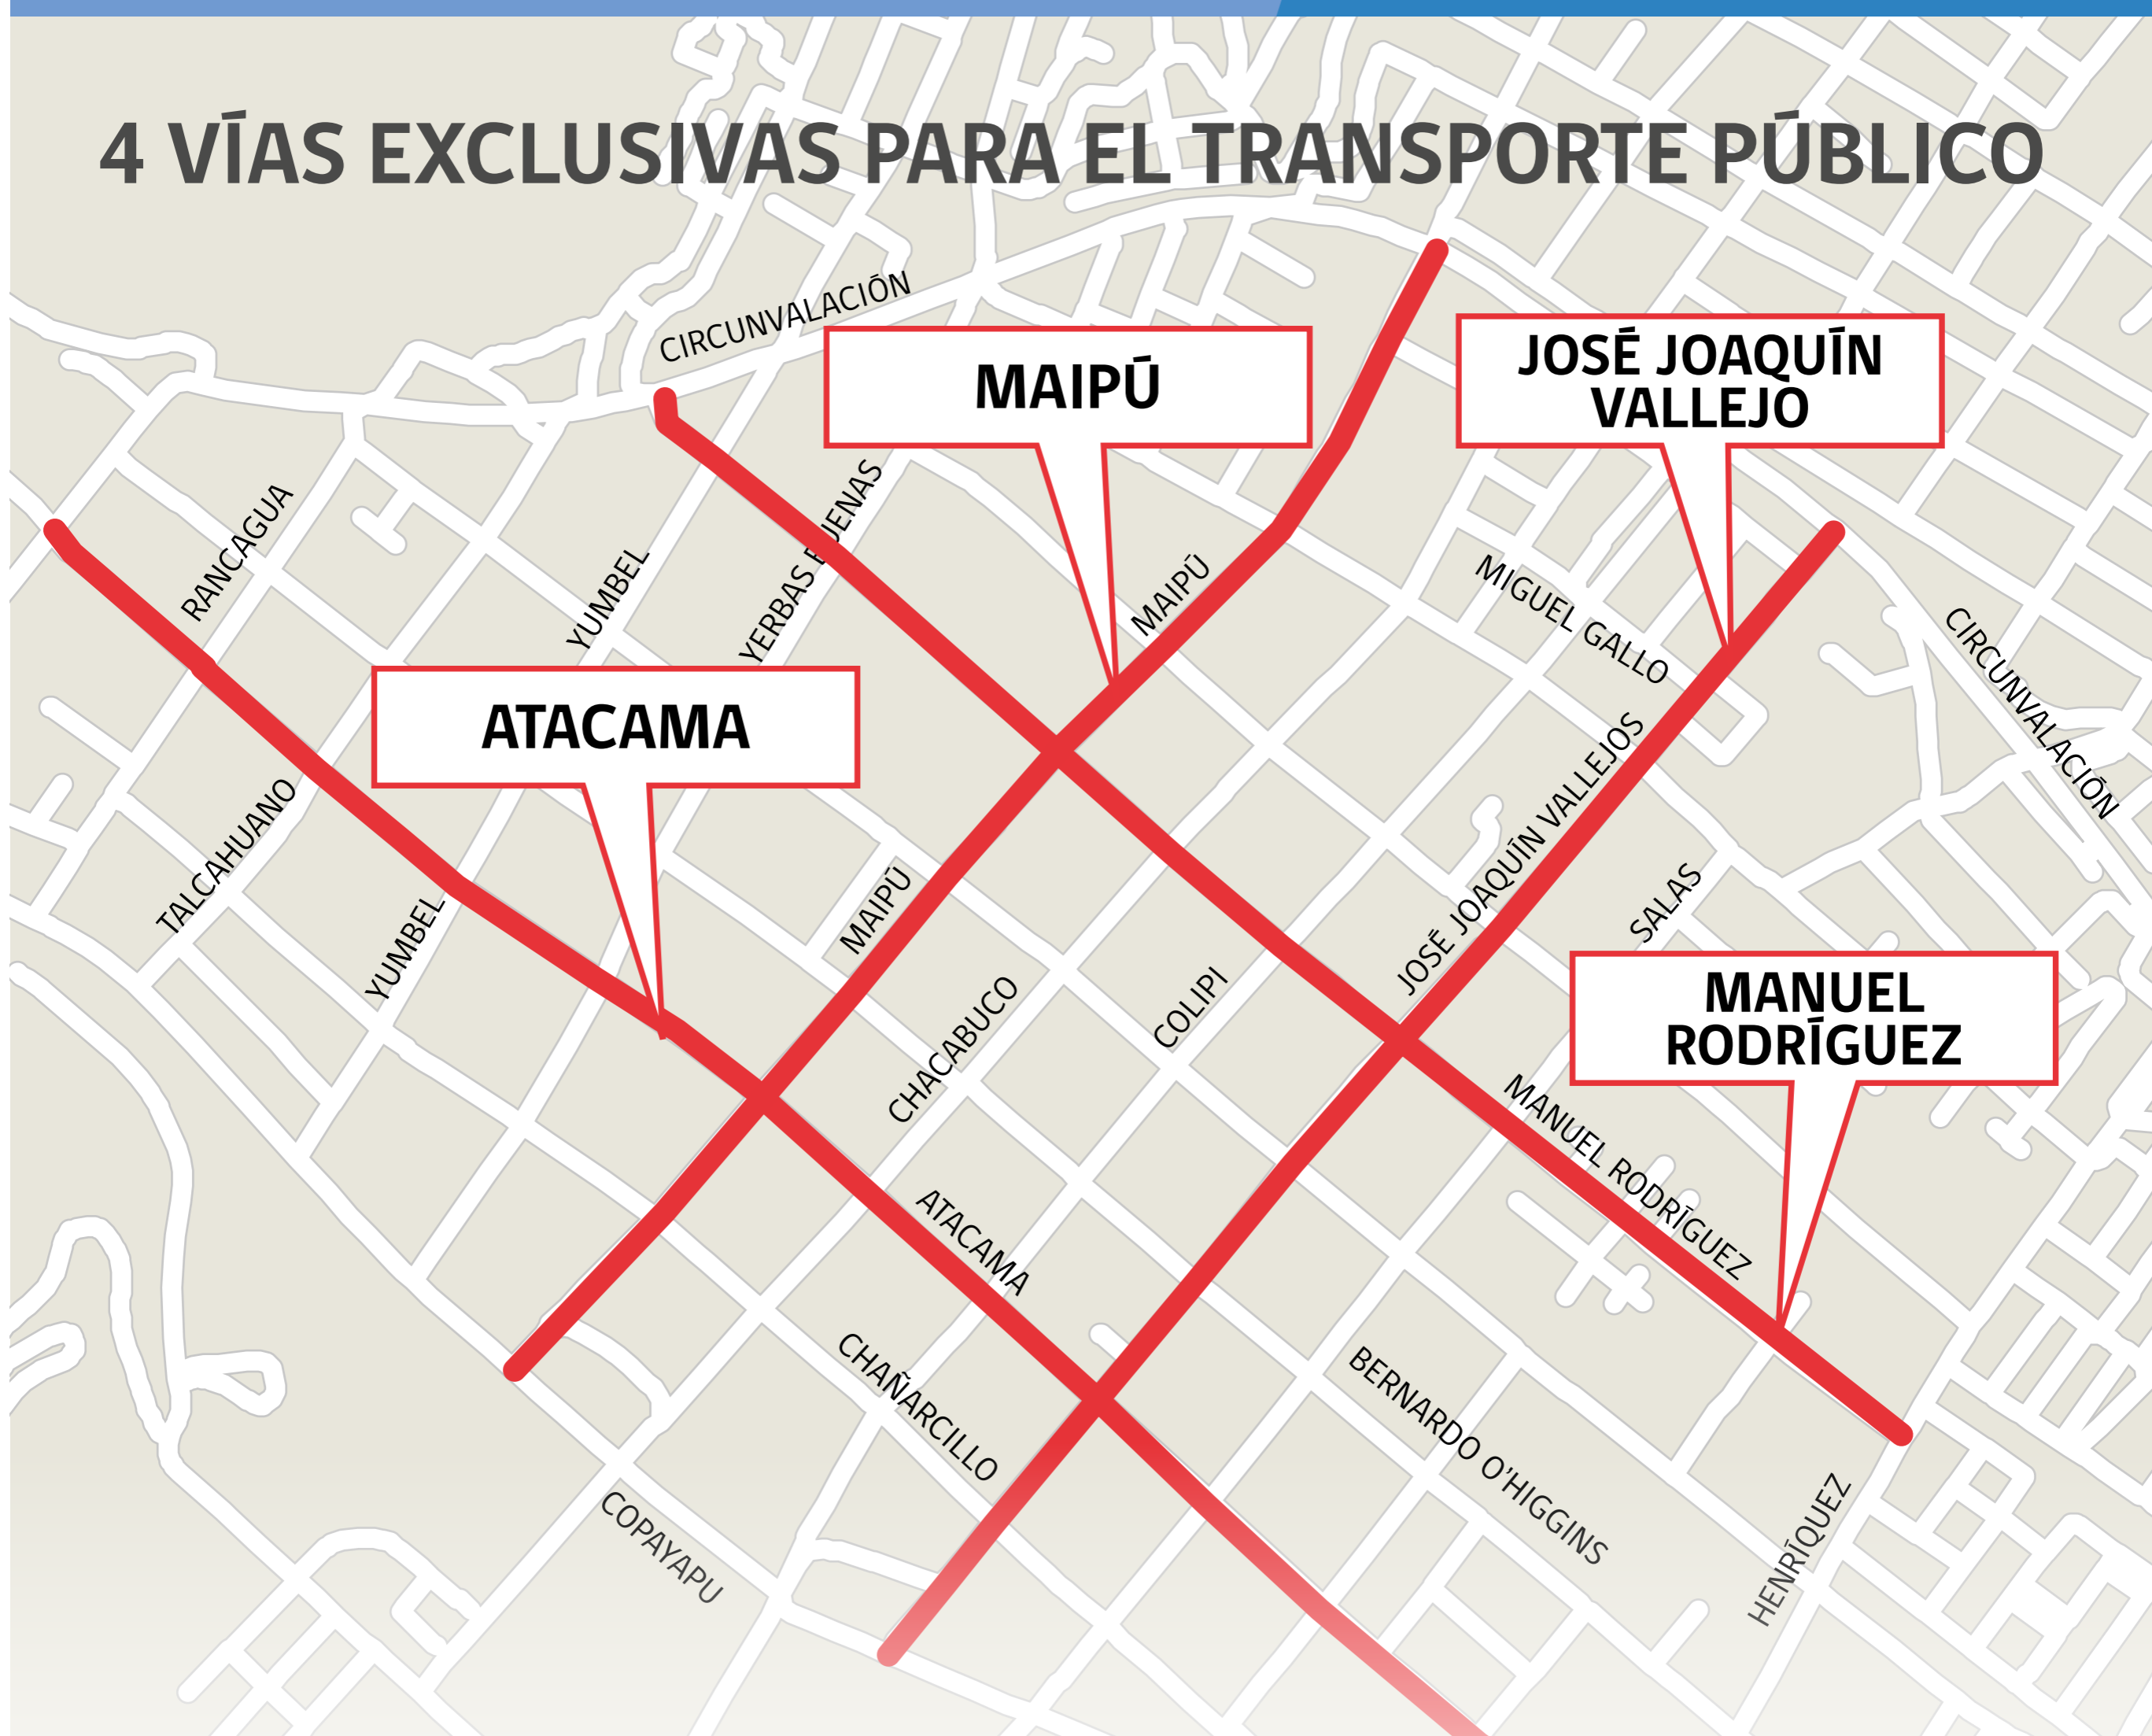 4 VÍAS EXCLUSIVAS PARA EL TRANSPORTE PÚBLICO
CIRCUNVALACIÓN
MAIPÚ
JOSÉ JOAQUÍN
VALLEJO
RANCAGUA
YUMBEL
YERBAS BUENAS
MAIPÚ
MIGUEL GALLO
CIRCUNVALACIÓN
ATACAMA
TALCAHUANO
YUMBEL
MAIPÚ
JOSÉ JOAQUÍN VALLEJOS
SALAS
CHACABUCO
COLIPI
MANUEL
RODRÍGUEZ
MANUEL RODRÍGUEZ
ATACAMA
CHAÑARCILLO
BERNARDO O'HIGGINS
COPAYAPU
HENRÍQUEZ